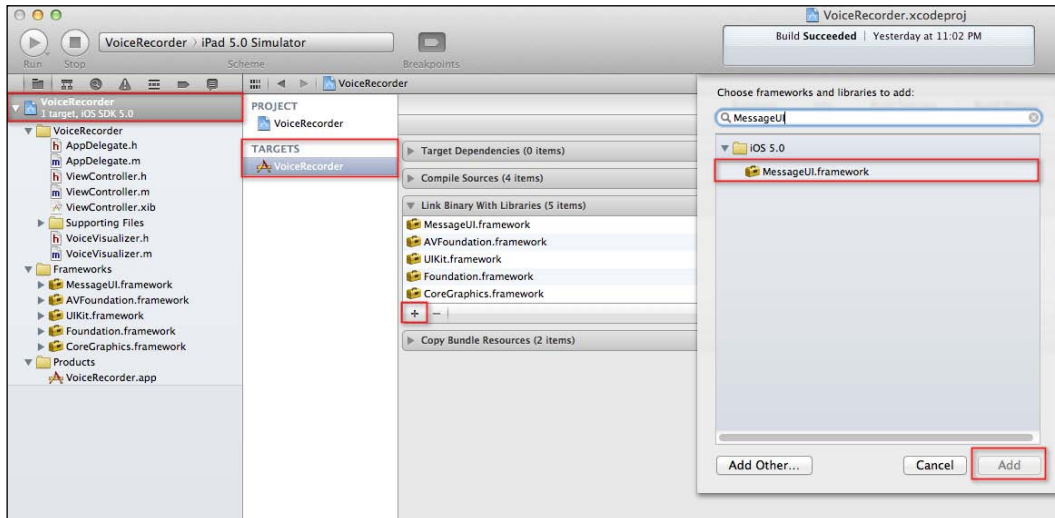 VoiceRecorder.xcodeproj
VoiceRecorder › iPad 5.0 Simulator
Run
Stop
Scheme
Breakpoints
Build Succeeded | Yesterday at 11:02 PM
VoiceRecorder
1 target, iOS SDK 5.0
VoiceRecorder
h AppDelegate.h
m AppDelegate.m
h ViewController.h
m ViewController.m
ViewController.xib
Supporting Files
h VoiceVisualizer.h
m VoiceVisualizer.m
Frameworks
MessageUI.framework
AVFoundation.framework
UIKit.framework
Foundation.framework
CoreGraphics.framework
Products
VoiceRecorder.app
VoiceRecorder
PROJECT
VoiceRecorder
TARGETS
VoiceRecorder
Target Dependencies (0 items)
Compile Sources (4 items)
Link Binary With Libraries (5 items)
MessageUI.framework
AVFoundation.framework
UIKit.framework
Foundation.framework
CoreGraphics.framework
+ –
Copy Bundle Resources (2 items)
Choose frameworks and libraries to add:
MessageUI
iOS 5.0
MessageUI.framework
Add Other...
Cancel
Add